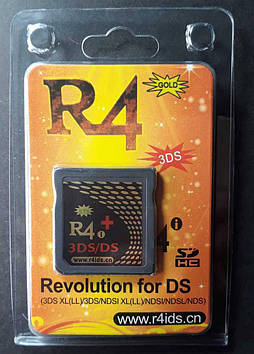 R4
GOLD
3DS
R4i+
3DS/DS
www.r4ids.cn
4i
SD
HC
Revolution for DS
(3DS XL(LL)/3DS/NDSI XL(LL)/NDSI/NDSL/NDS)
www.r4ids.cn